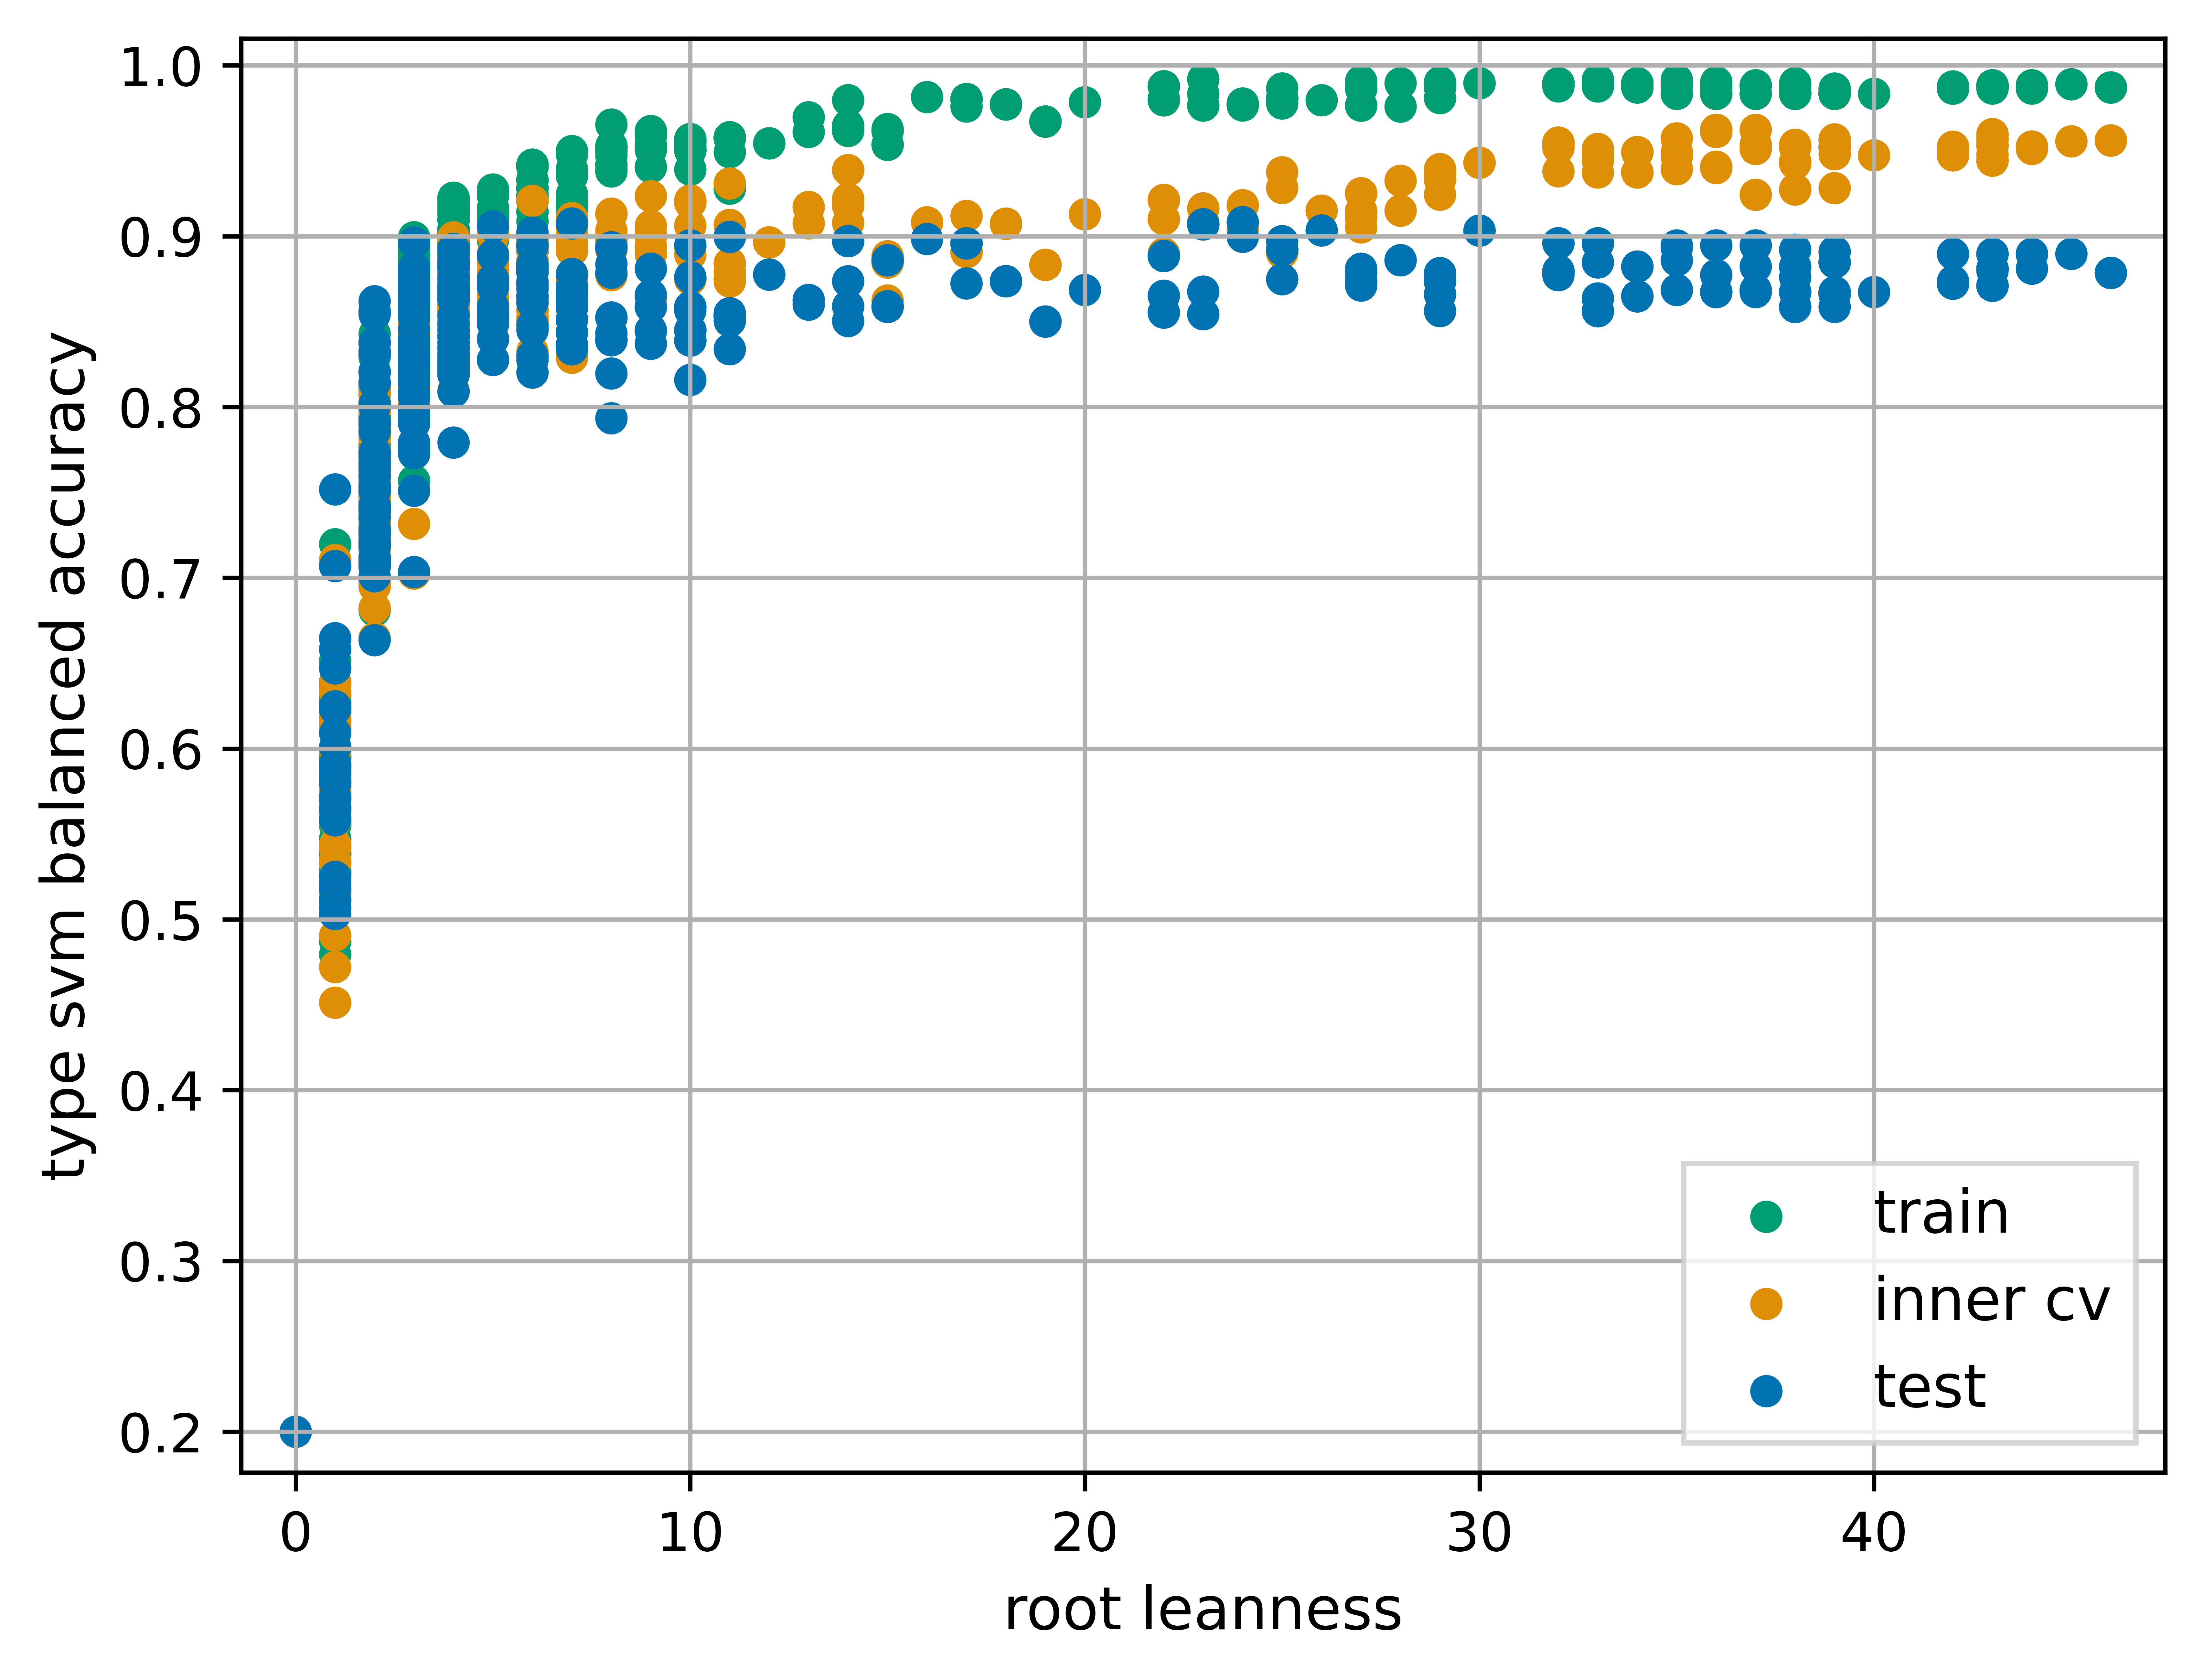 type svm balanced accuracy
1.0
0.9
0.8
0.7
0.6
0.5
0.4
0.3
0.2
0
10
20
30
40
root leanness
train
inner cv
test